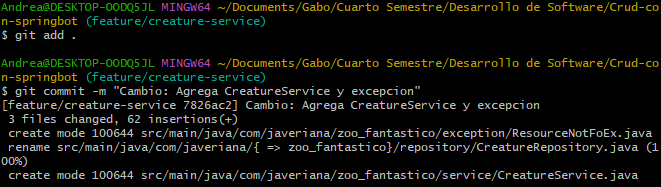 Andrea@DESKTOP-OODQ5JL MINGW64 ~/Documents/Gabo/Cuarto Semestre/Desarrollo de Software/Crud-co
n-springbot (feature/creature-service)
$ git add .

Andrea@DESKTOP-OODQ5JL MINGW64 ~/Documents/Gabo/Cuarto Semestre/Desarrollo de Software/Crud-co
n-springbot (feature/creature-service)
$ git commit -m "Cambio: Agrega CreatureService y excepcion"
[feature/creature-service 7826ac2] Cambio: Agrega CreatureService y excepcion
 3 files changed, 62 insertions(+)
 create mode 100644 src/main/java/com/javeriana/zoo_fantastico/exception/ResourceNotFoEx.java
 rename src/main/java/com/javeriana/{ => zoo_fantastico}/repository/CreatureRepository.java (1
00%)
 create mode 100644 src/main/java/com/javeriana/zoo_fantastico/service/CreatureService.java